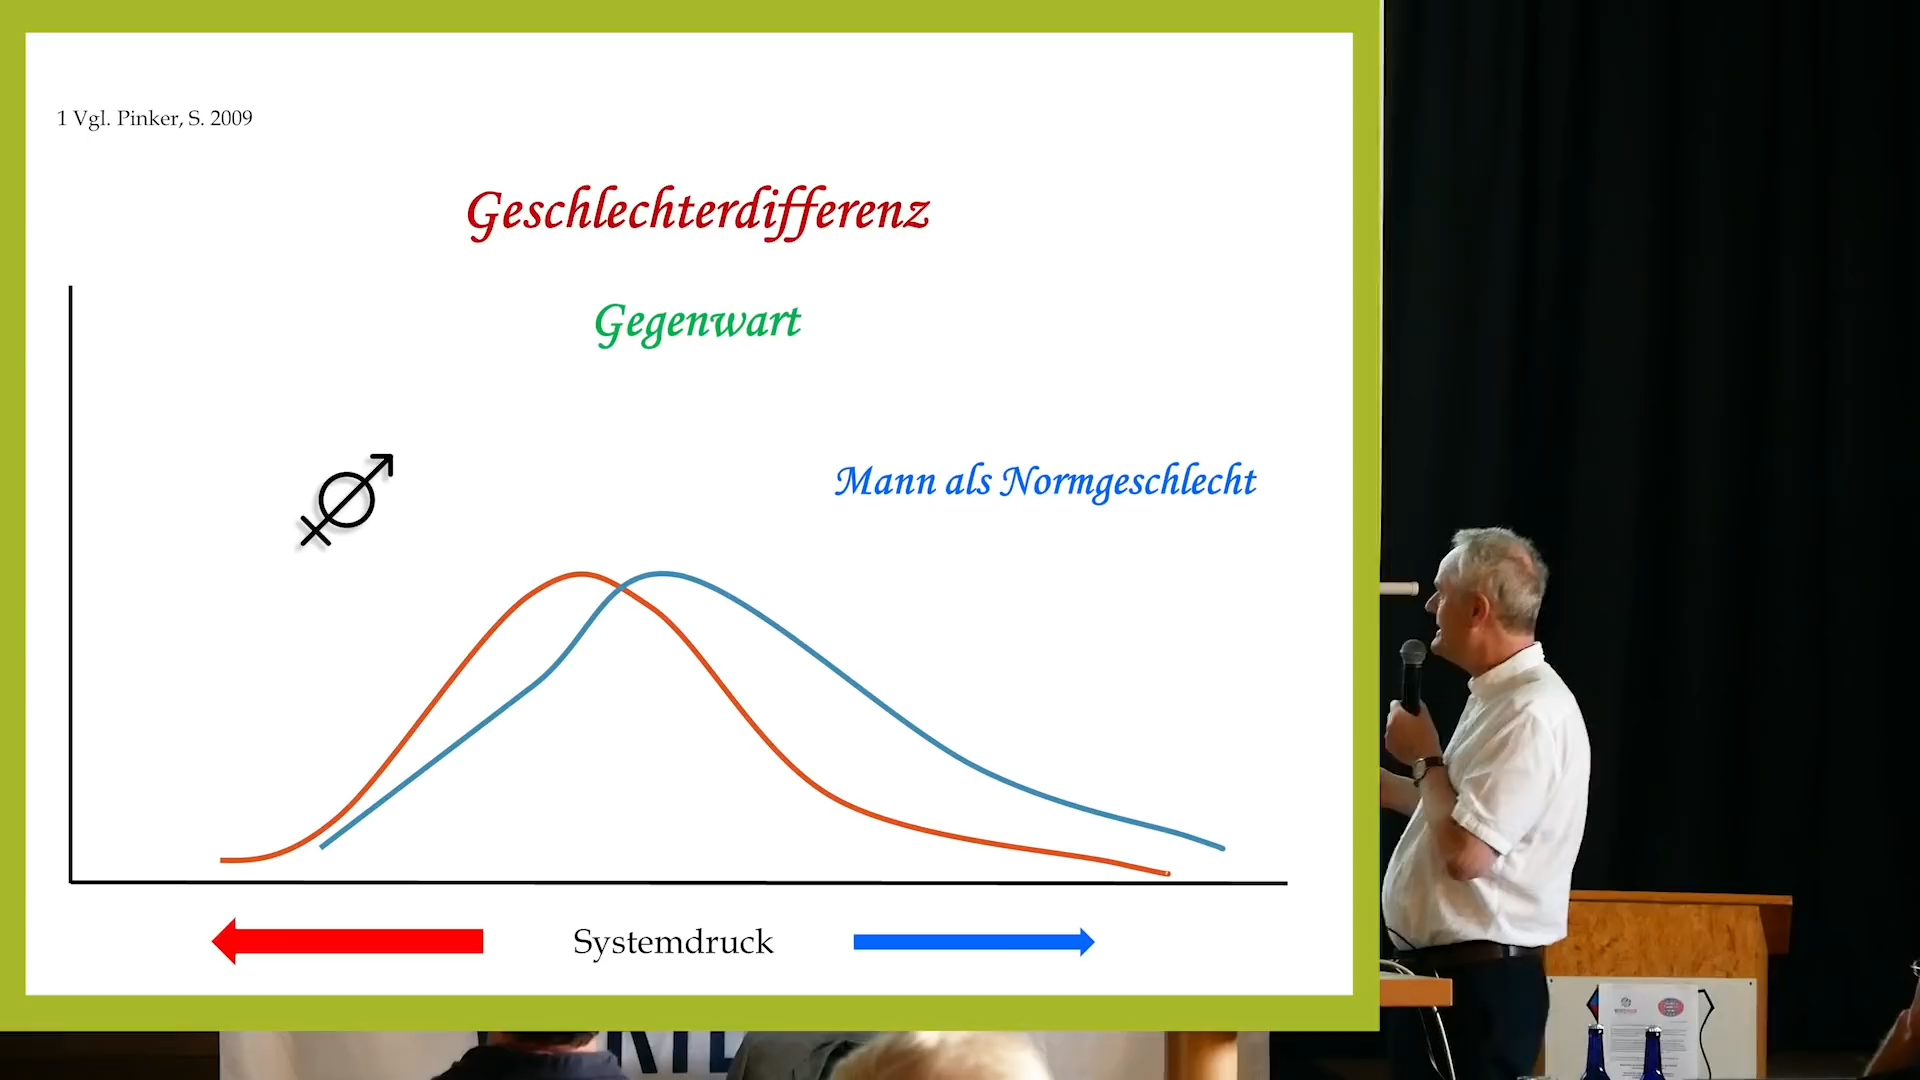 1 Vgl. Pinker, S. 2009
Geschlechterdifferenz
Gegenwart
Mann als Normgeschlecht
Systemdruck